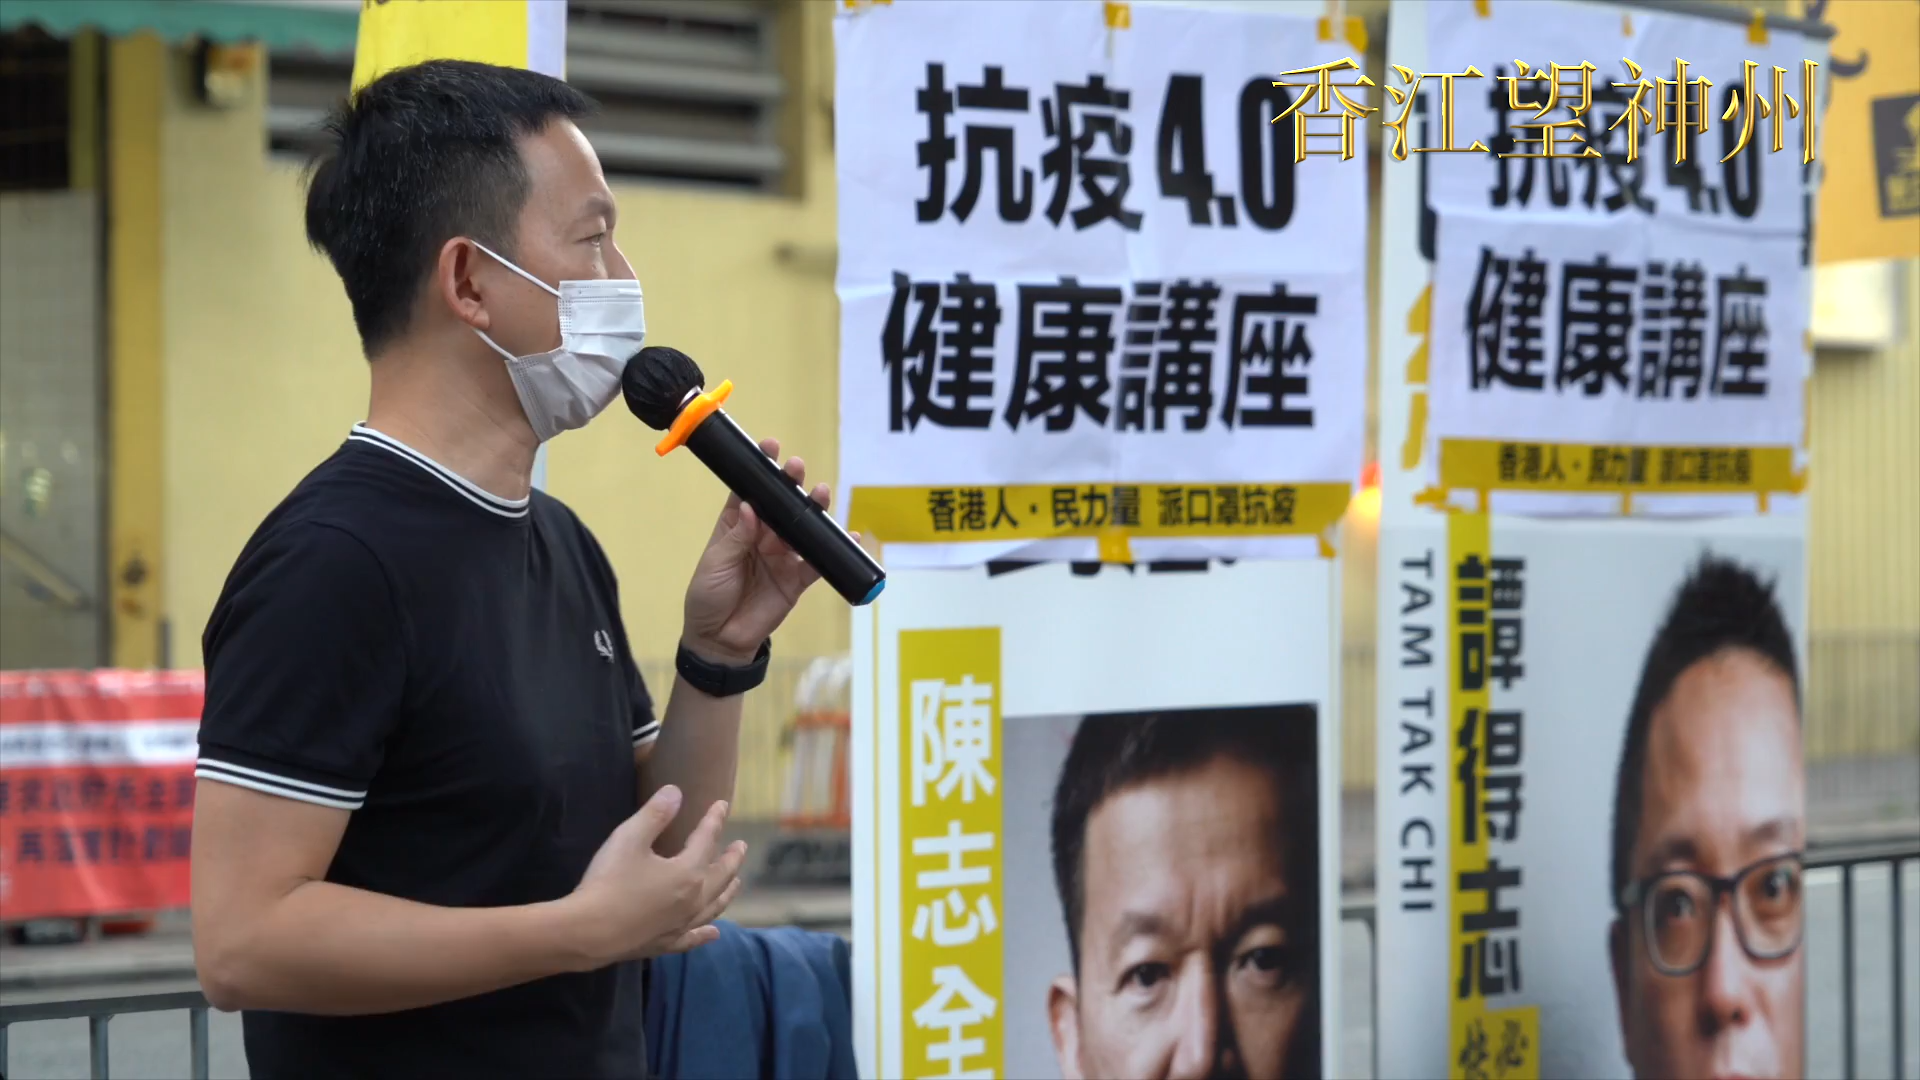 香江望神州
抗疫4.0
健康講座
香港人·民力量 派口罩抗疫
陳志全
抗疫4.0
健康講座
香港人·民力量 派口罩抗疫
TAM TAK CHI
譚得志
快必